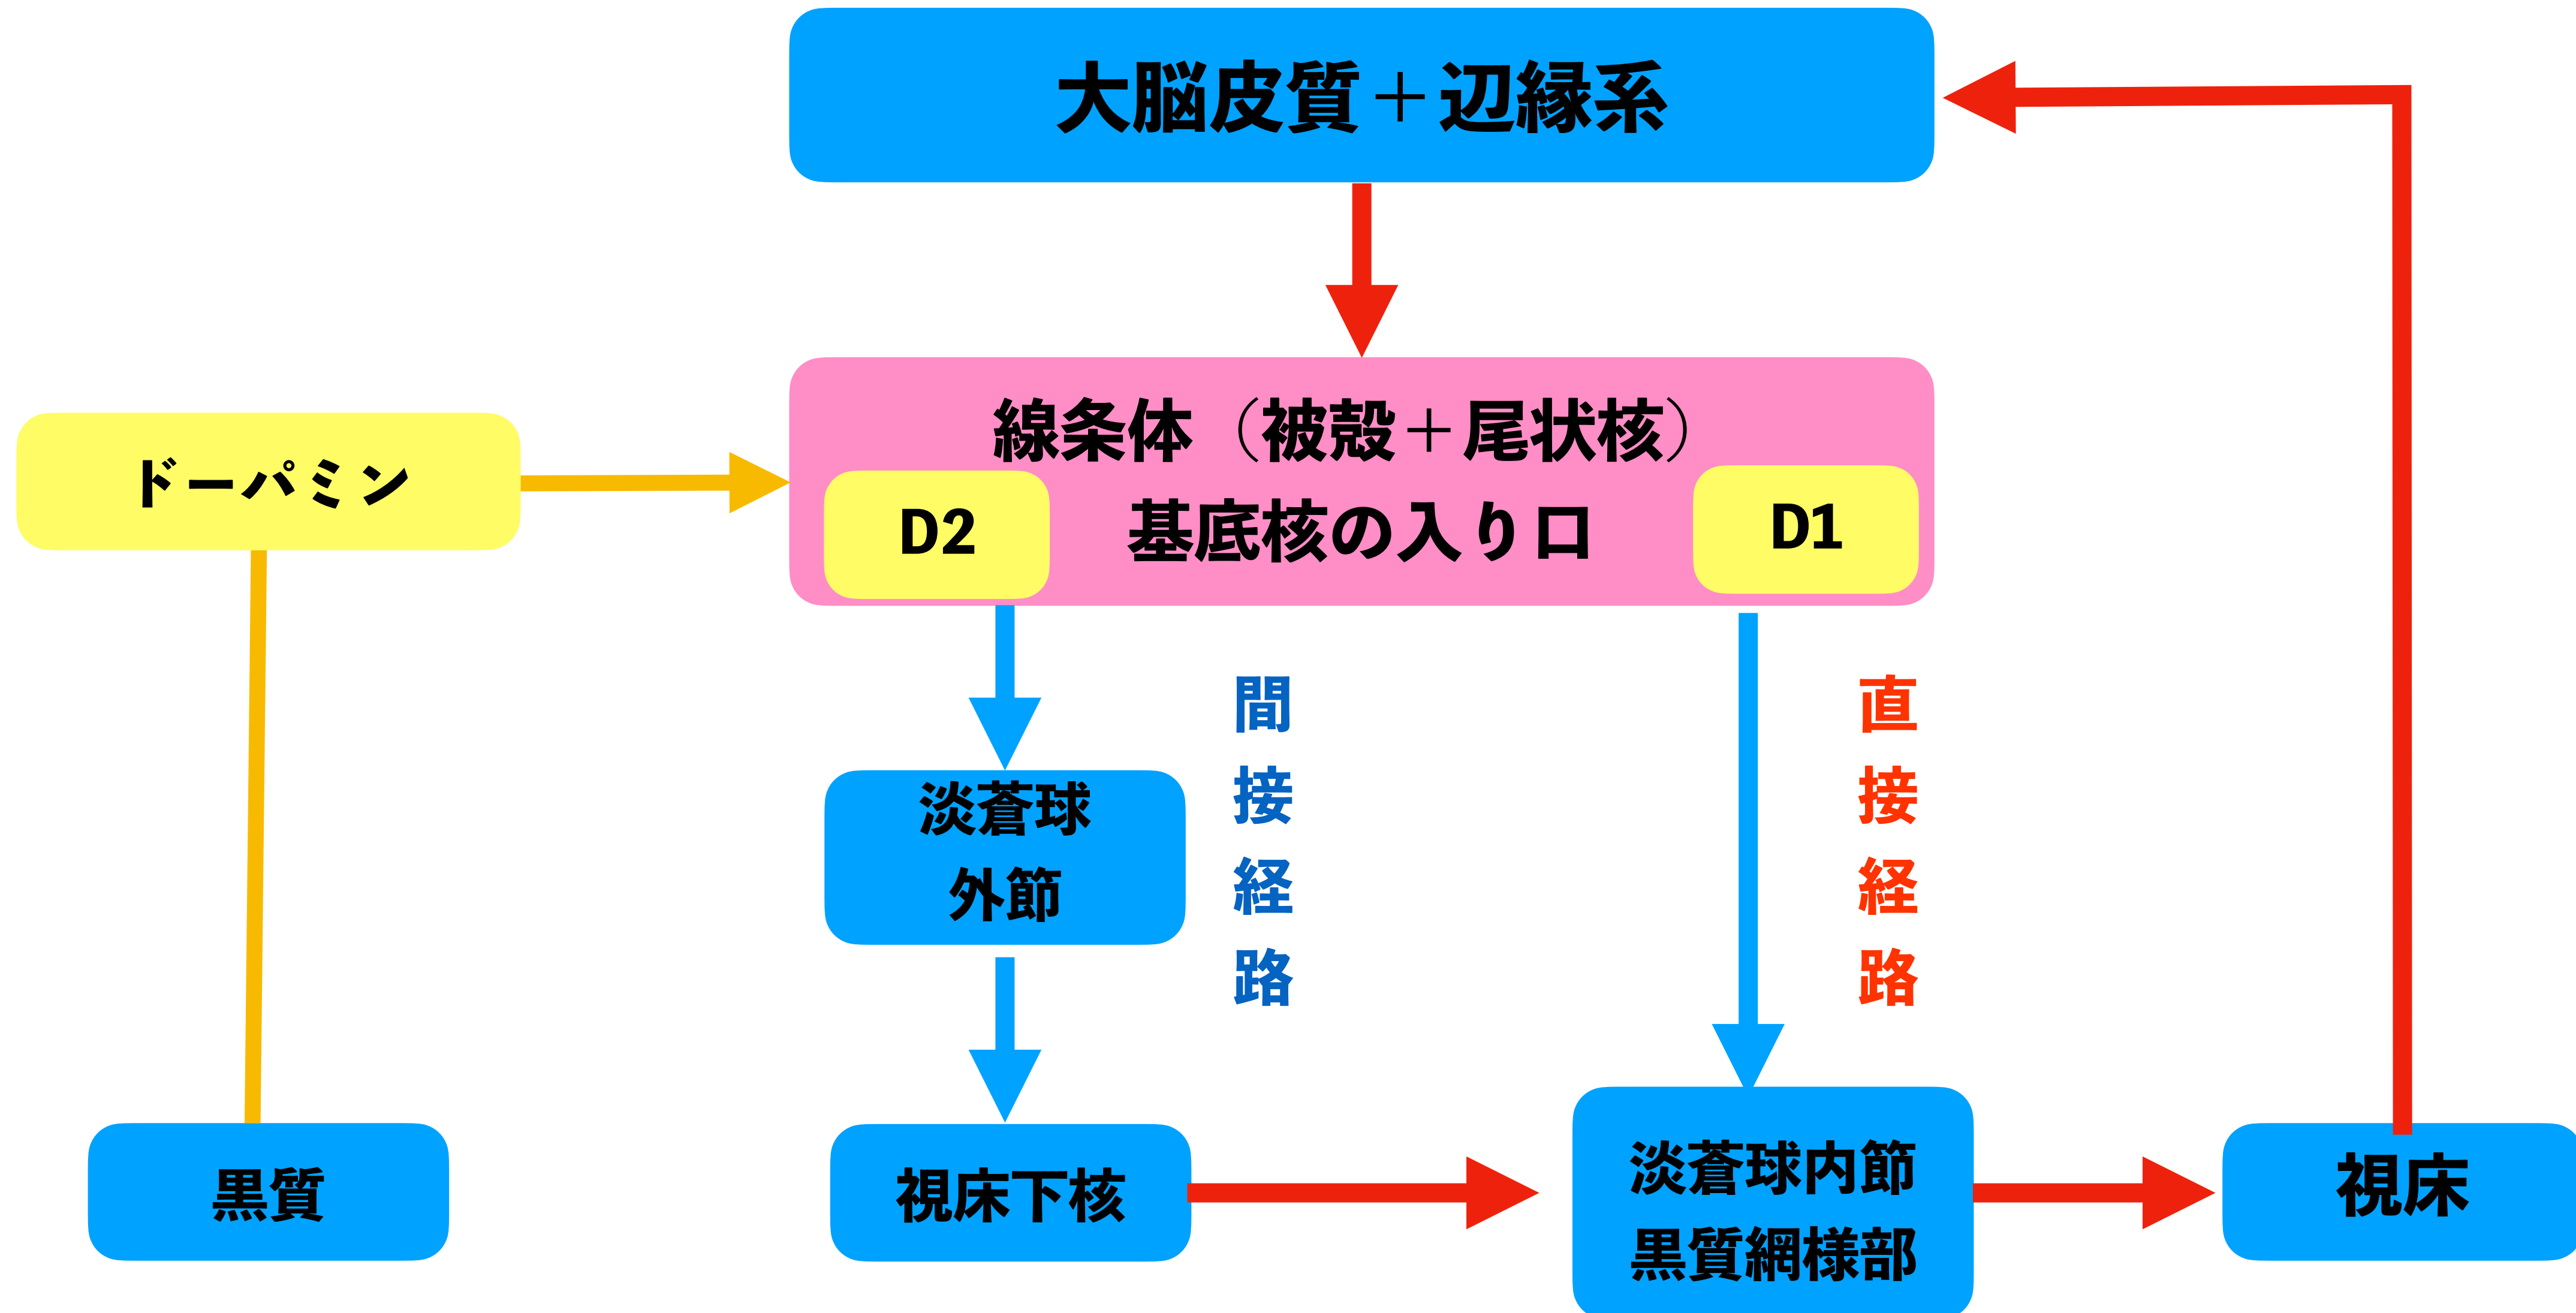 大脳皮質＋辺縁系
線条体（被殻＋尾状核）
基底核の入り口
ドーパミン
D2
D1
間接経路
直接経路
淡蒼球
外節
黒質
視床下核
淡蒼球内節
黒質網様部
視床